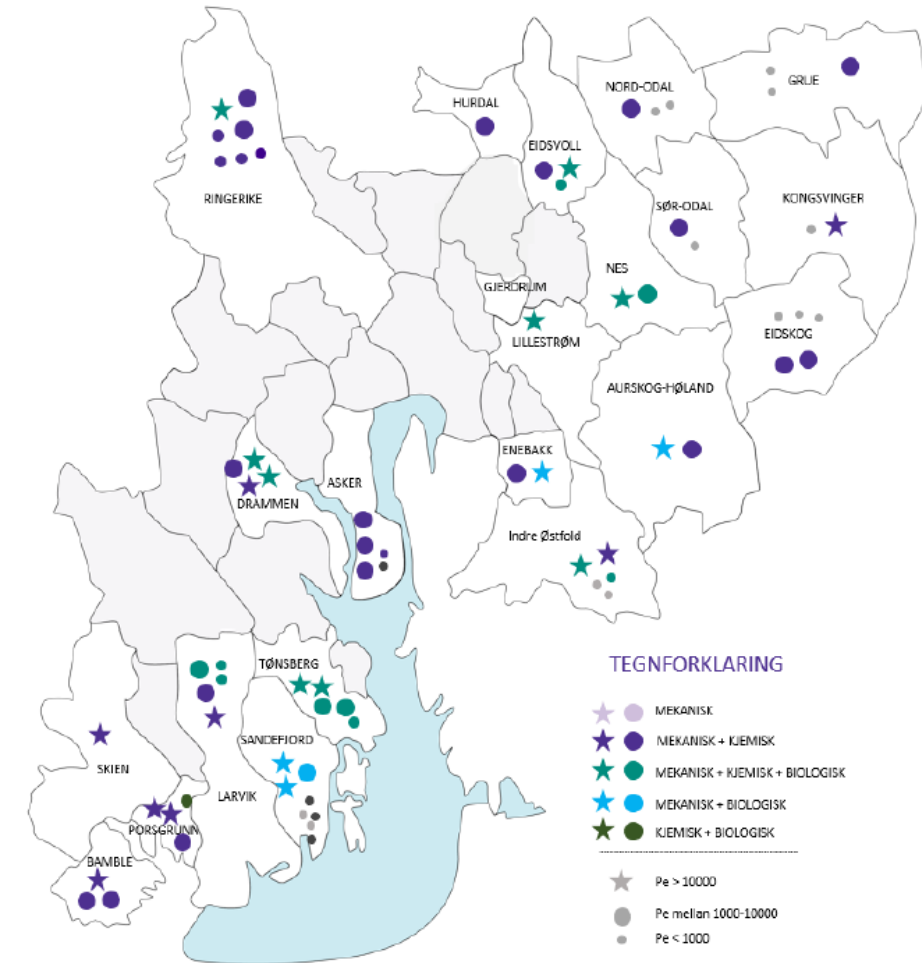 HURDAL
NORD-ODAL
GRUE
EIDSVOLL
RINGERIKE
SØR-ODAL
KONGSVINGER
NES
GJERDRUM
LILLESTRØM
EIDSKOG
AURSKOG-HØLAND
ENEBAKK
ASKER
DRAMMEN
Indre Østfold
TØNSBERG
SANDEFJORD
SKIEN
LARVIK
PORSGRUNN
BAMBLE
TEGNFORKLARING
MEKANISK
MEKANISK + KJEMISK
MEKANISK + KJEMISK + BIOLOGISK
MEKANISK + BIOLOGISK
KJEMISK + BIOLOGISK
Pe > 10000
Pe mellan 1000-10000
Pe < 1000